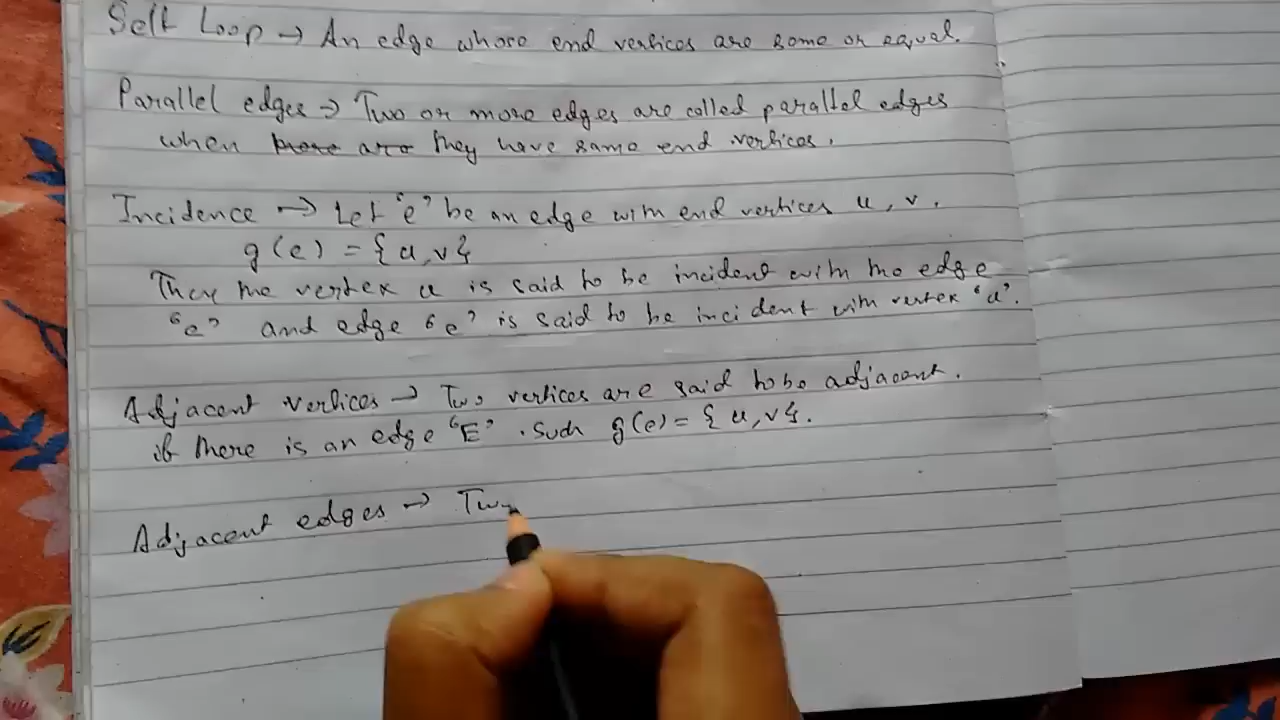 Self Loop → An edge whose end vertices are same or equal.
Parallel edges → Two or more edges are called parallel edges
when there are they have same end vertices.
Incidence → Let 'e' be an edge with end vertices u, v.
g(e) = {u, v}
Then the vertex u is said to be incident with the edge
"e" and edge "e" is said to be incident with vertex "u".
Adjacent vertices → Two vertices are said to be adjacent.
if there is an edge "E" . Such g(e) = {u, v}.
Adjacent edges → Two